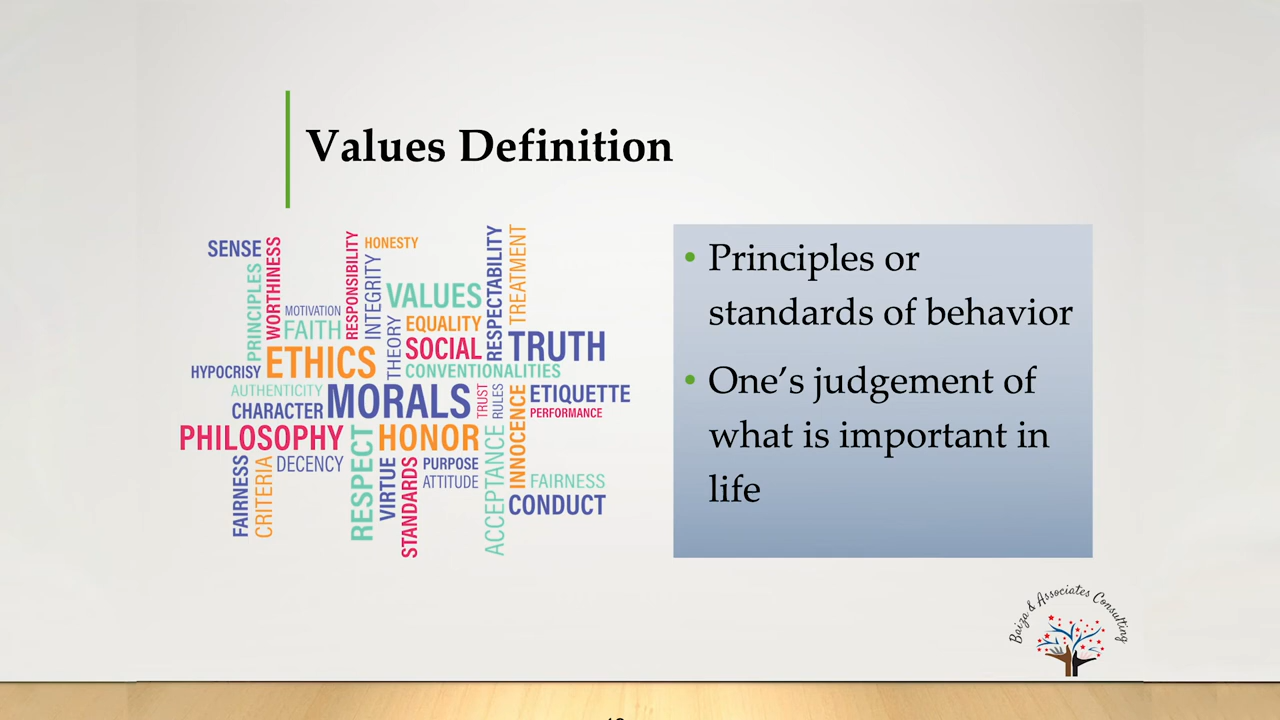 Values Definition
SENSE
PRINCIPLES
WORTHINESS
RESPONSIBILITY
HONESTY
INTEGRITY
VALUES
RESPECTABILITY
TREATMENT
MOTIVATION
FAITH
THEORY
EQUALITY
SOCIAL
TRUTH
HYPOCRISY
ETHICS
CONVENTIONALITIES
AUTHENTICITY
CHARACTER
MORALS
TRUST
RULES
INNOCENCE
ETIQUETTE
PERFORMANCE
PHILOSOPHY
RESPECT
HONOR
ACCEPTANCE
FAIRNESS
CRITERIA
DECENCY
VIRTUE
STANDARDS
PURPOSE
ATTITUDE
FAIRNESS
CONDUCT
• Principles or
standards of behavior
• One’s judgement of
what is important in
life
Baiza & Associates Consulting